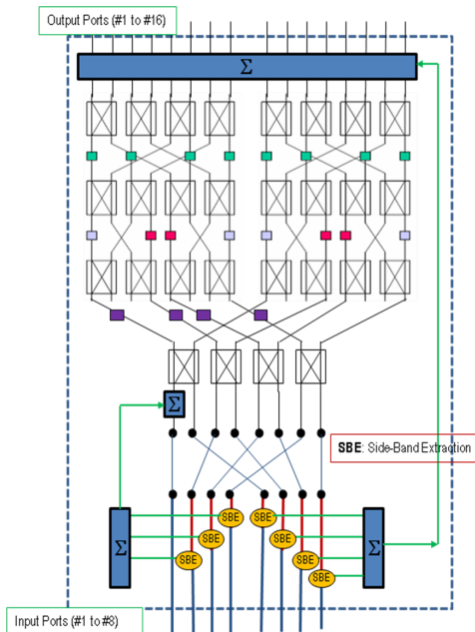 Output Ports (#1 to #16)
Σ
Σ
SBE: Side-Band Extraction
SBE
SBE
SBE
SBE
SBE
SBE
SBE
Σ
Σ
Input Ports (#1 to #8)